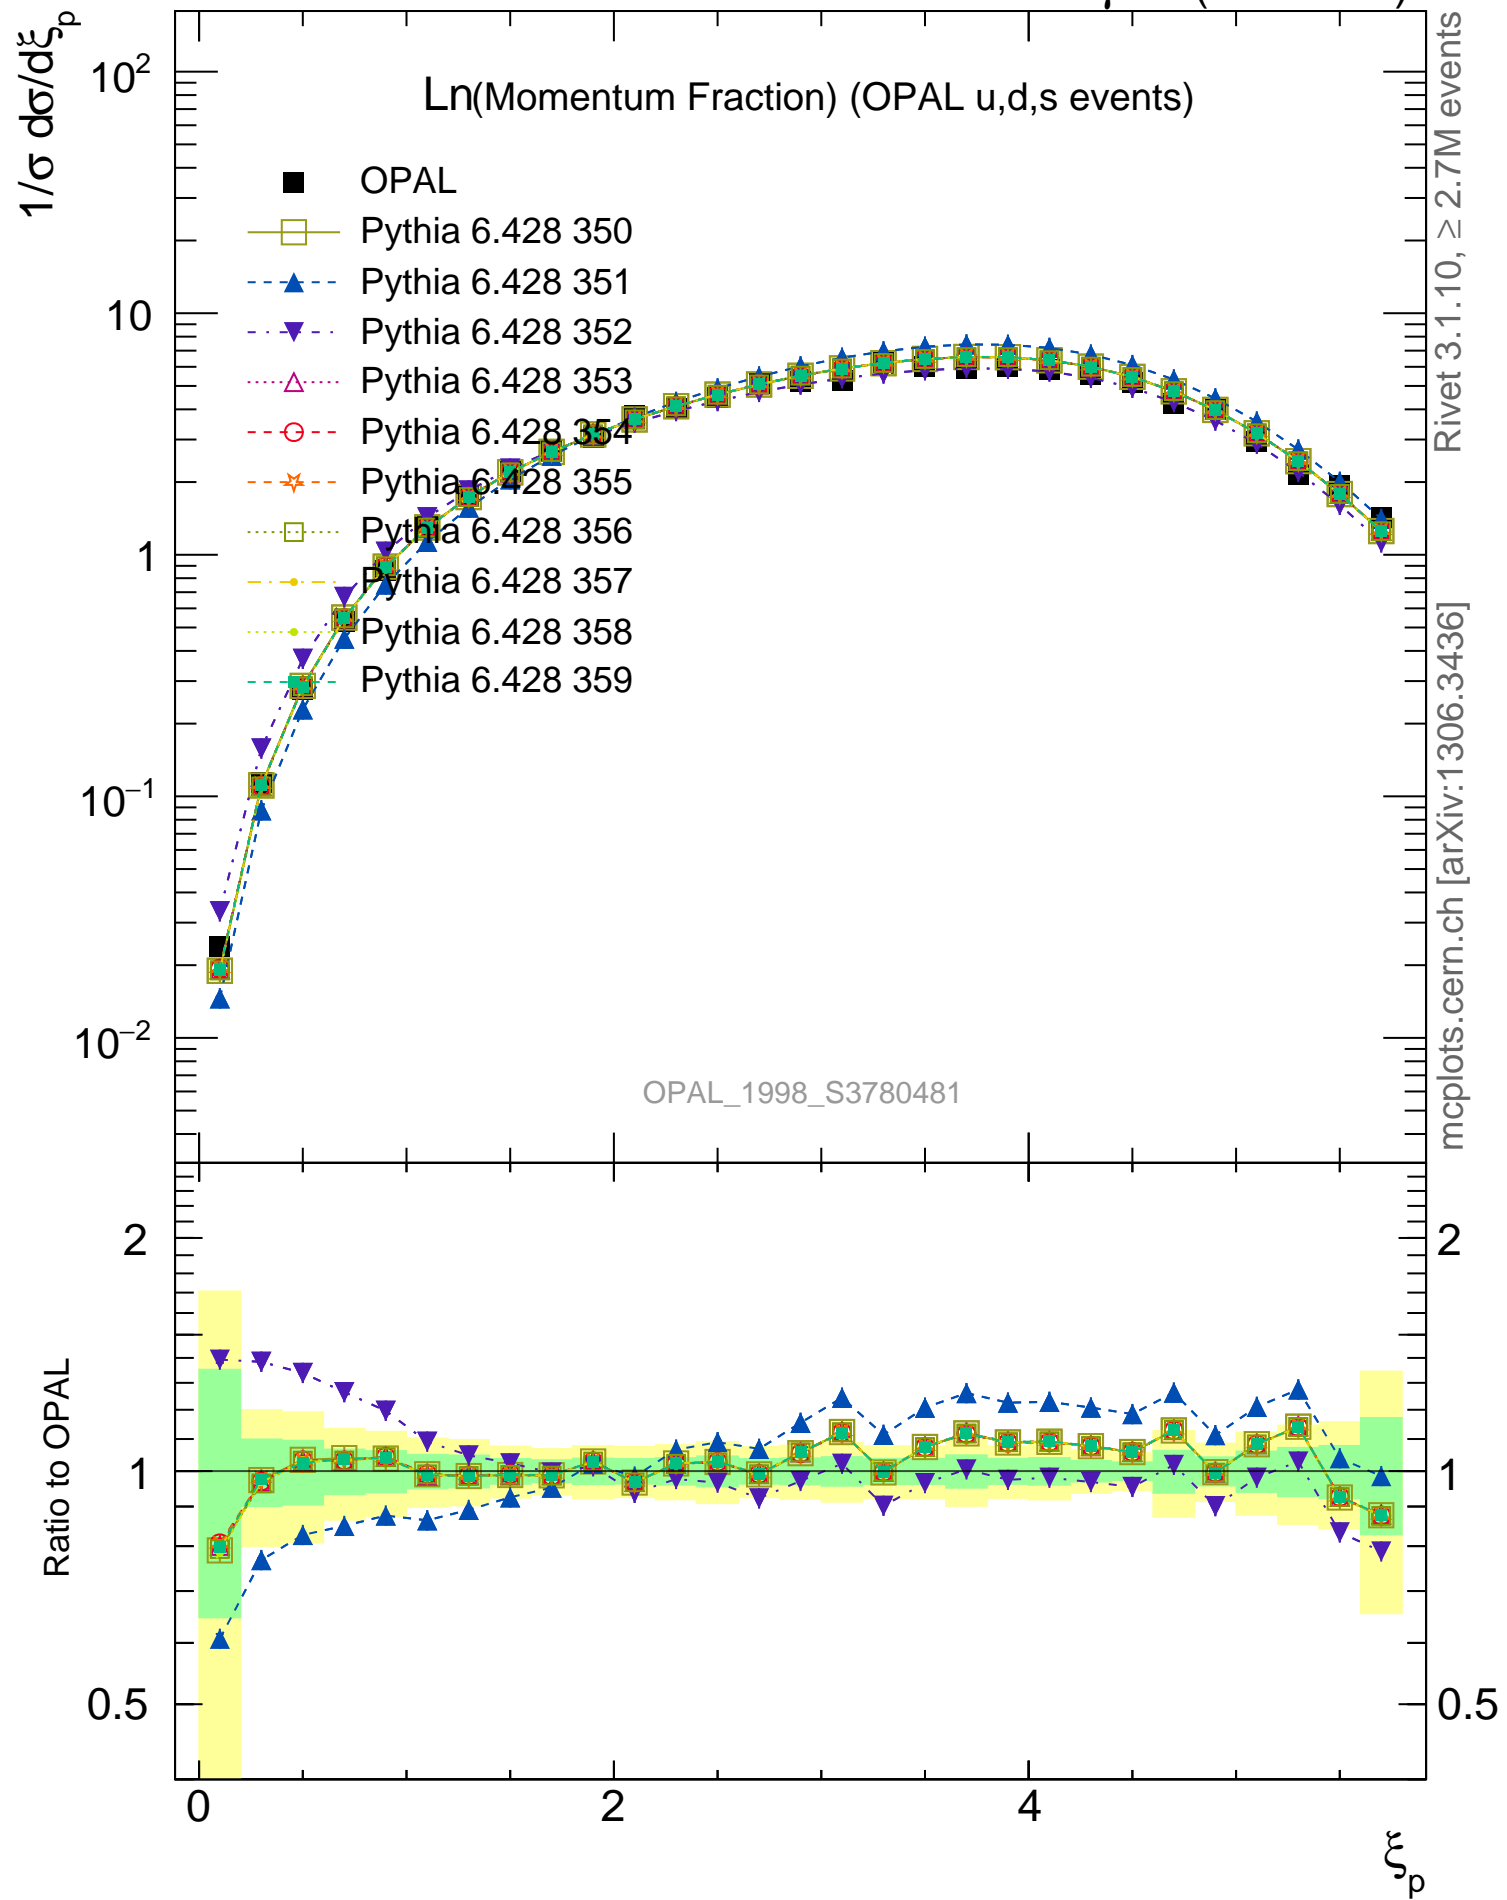 1/σ dσ/dξp
10²
10
1
10⁻¹
10⁻²
Ln(Momentum Fraction) (OPAL u,d,s events)
OPAL
Pythia 6.428 350
Pythia 6.428 351
Pythia 6.428 352
Pythia 6.428 353
Pythia 6.428 354
Pythia 6.428 355
Pythia 6.428 356
Pythia 6.428 357
Pythia 6.428 358
Pythia 6.428 359
OPAL_1998_S3780481
Rivet 3.1.10, ≥ 2.7M events
mcplots.cern.ch [arXiv:1306.3436]
Ratio to OPAL
2
1
0.5
2
1
0.5
0
2
4
ξp